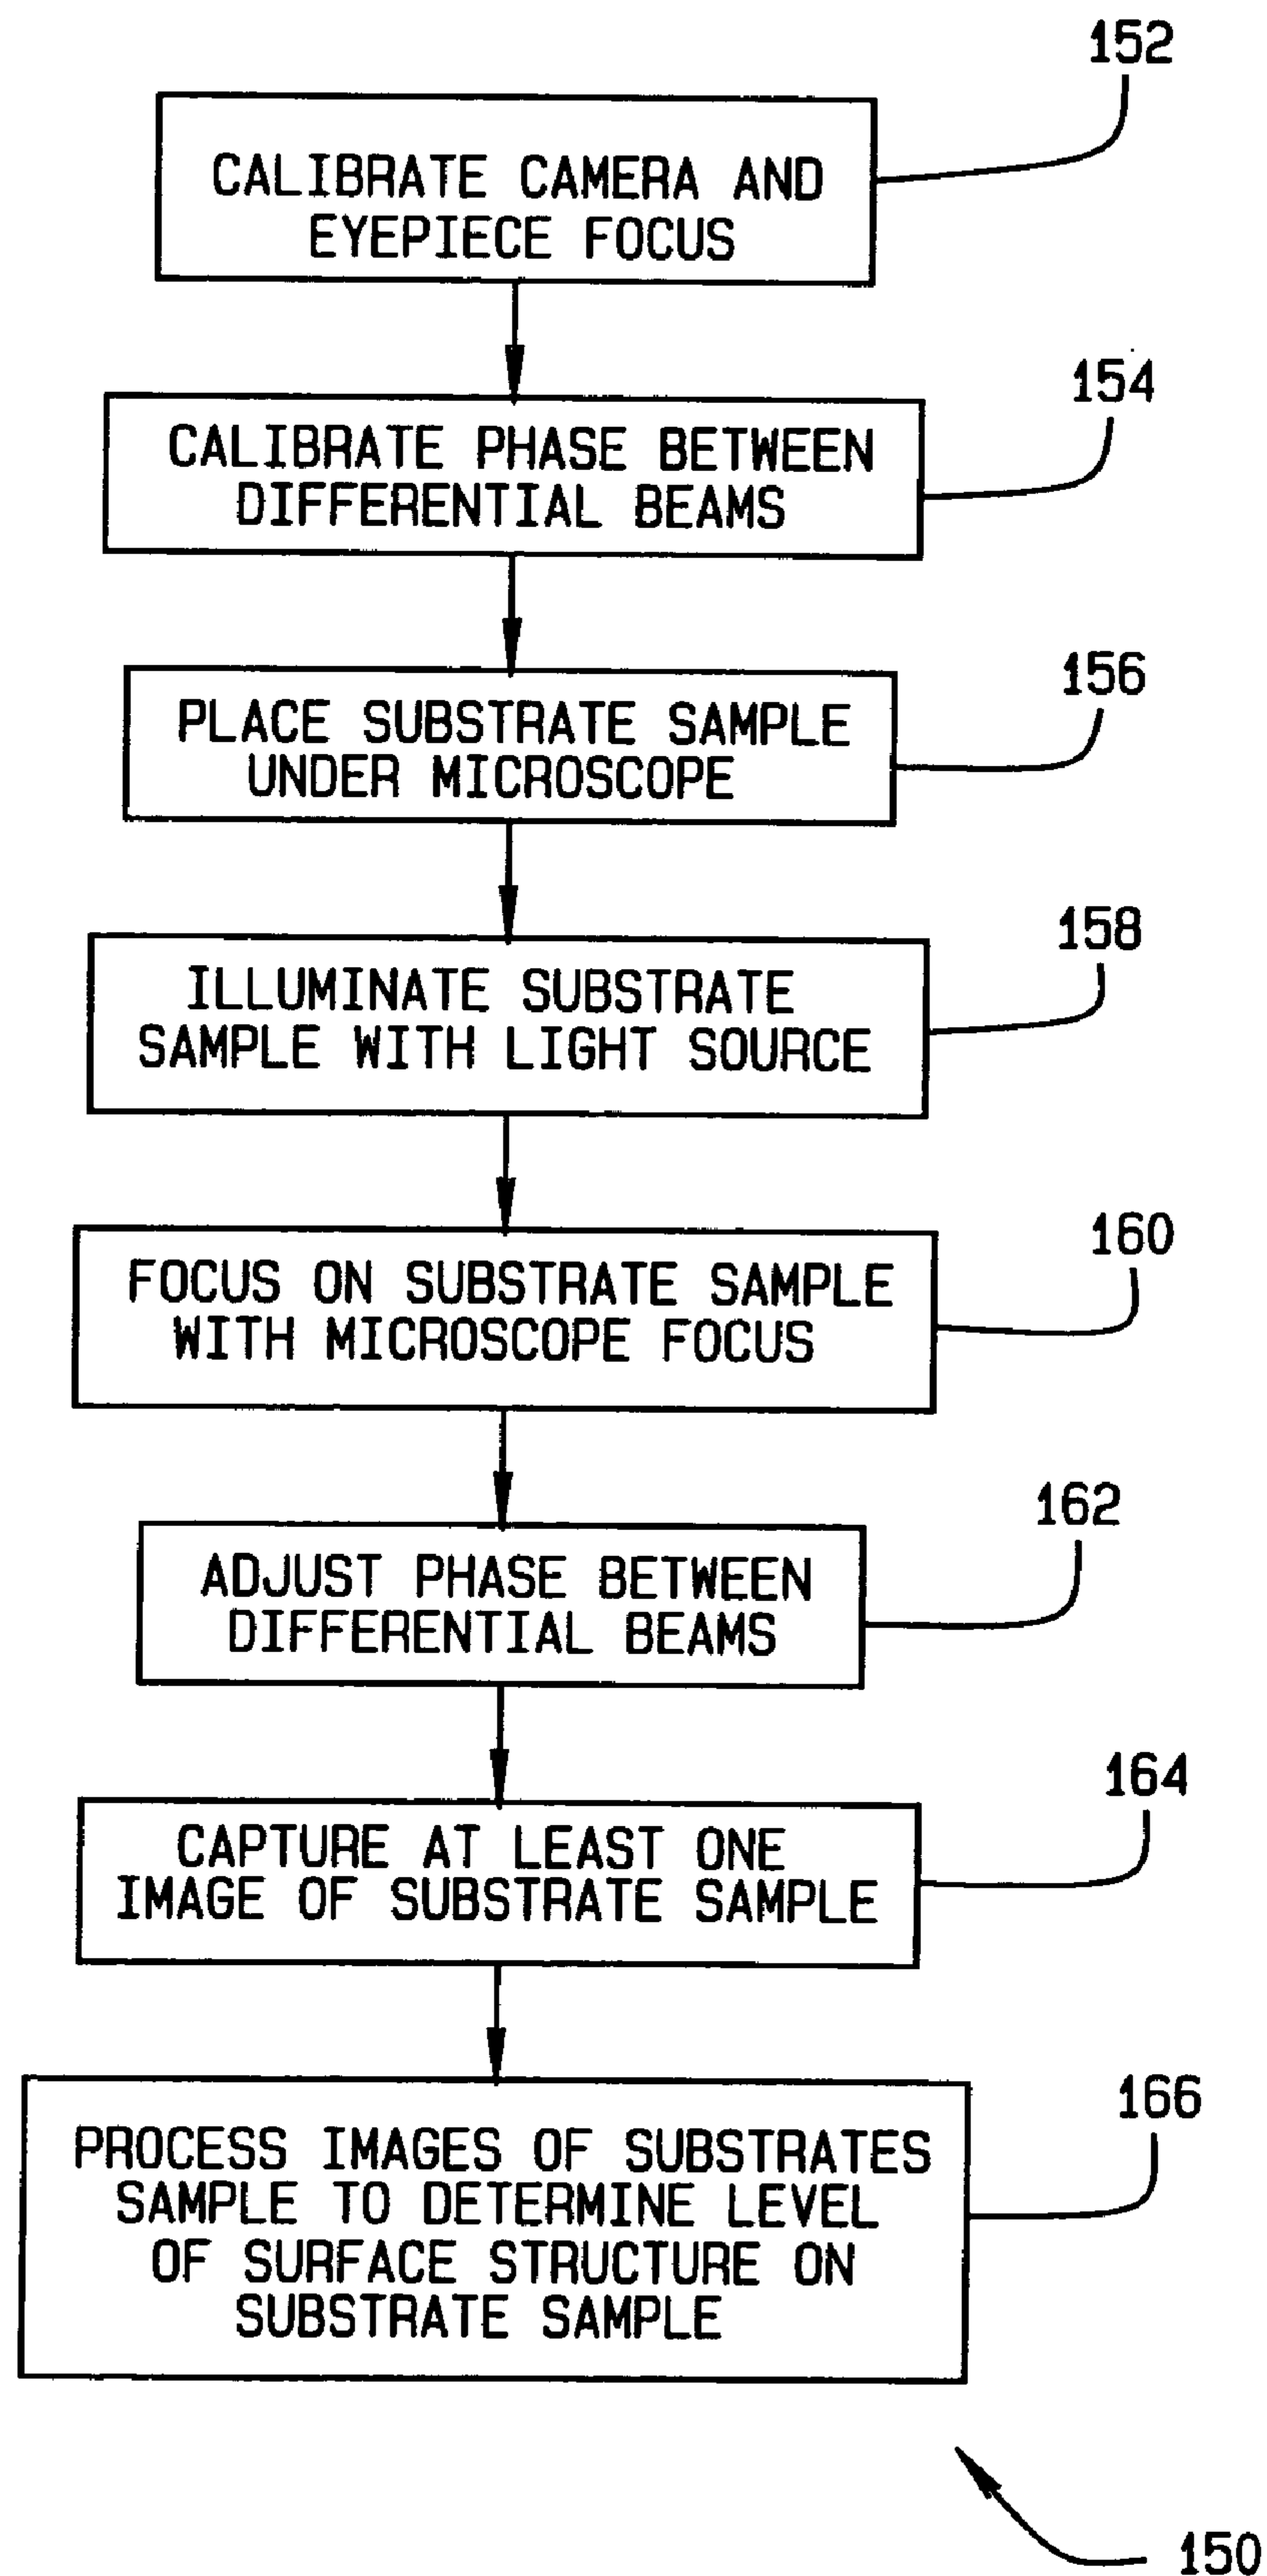 152
CALIBRATE CAMERA AND
EYEPIECE FOCUS
154
CALIBRATE PHASE BETWEEN
DIFFERENTIAL BEAMS
156
PLACE SUBSTRATE SAMPLE
UNDER MICROSCOPE
158
ILLUMINATE SUBSTRATE
SAMPLE WITH LIGHT SOURCE
160
FOCUS ON SUBSTRATE SAMPLE
WITH MICROSCOPE FOCUS
162
ADJUST PHASE BETWEEN
DIFFERENTIAL BEAMS
164
CAPTURE AT LEAST ONE
IMAGE OF SUBSTRATE SAMPLE
166
PROCESS IMAGES OF SUBSTRATES
SAMPLE TO DETERMINE LEVEL
OF SURFACE STRUCTURE ON
SUBSTRATE SAMPLE
150